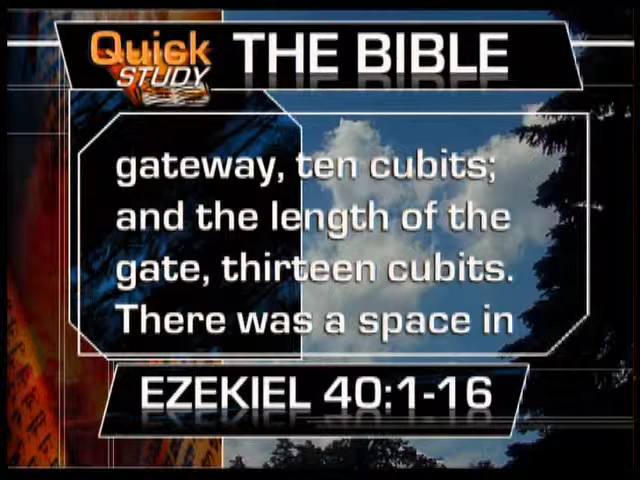 Quick
STUDY
THE BIBLE
gateway, ten cubits;
and the length of the
gate, thirteen cubits.
There was a space in
EZEKIEL 40:1-16